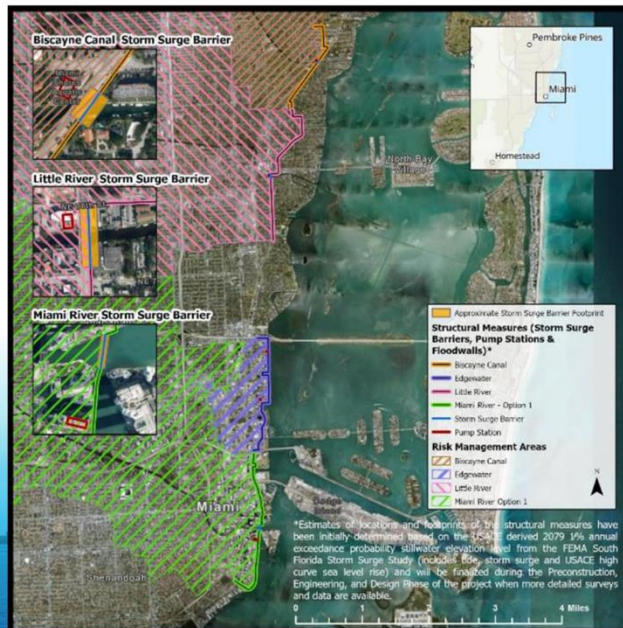 Biscayne Canal Storm Surge Barrier
Little River Storm Surge Barrier
Miami River Storm Surge Barrier
North Bay
Village
Miami
Shenandoah
Pembroke Pines
Miami
Homestead
Approximate Storm Surge Barrier Footprint
Structural Measures (Storm Surge
Barriers, Pump Stations &
Floodwalls)*
Biscayne Canal
Edgewater
Little River
Miami River - Option 1
Storm Surge Barrier
Pump Station
Risk Management Areas
Biscayne Canal
Edgewater
Little River
Miami River Option 1
N
*Estimates of locations and footprints of the structural measures have
been initially determined based on the USACE derived 2079 1% annual
exceedance probability stillwater elevation level from the FEMA South
Florida Storm Surge Study (includes tide, storm surge and USACE high
curve sea level rise) and will be finalized during the Preconstruction,
Engineering, and Design Phase of the project when more detailed surveys
and data are available.
0 1 2 3 4 Miles